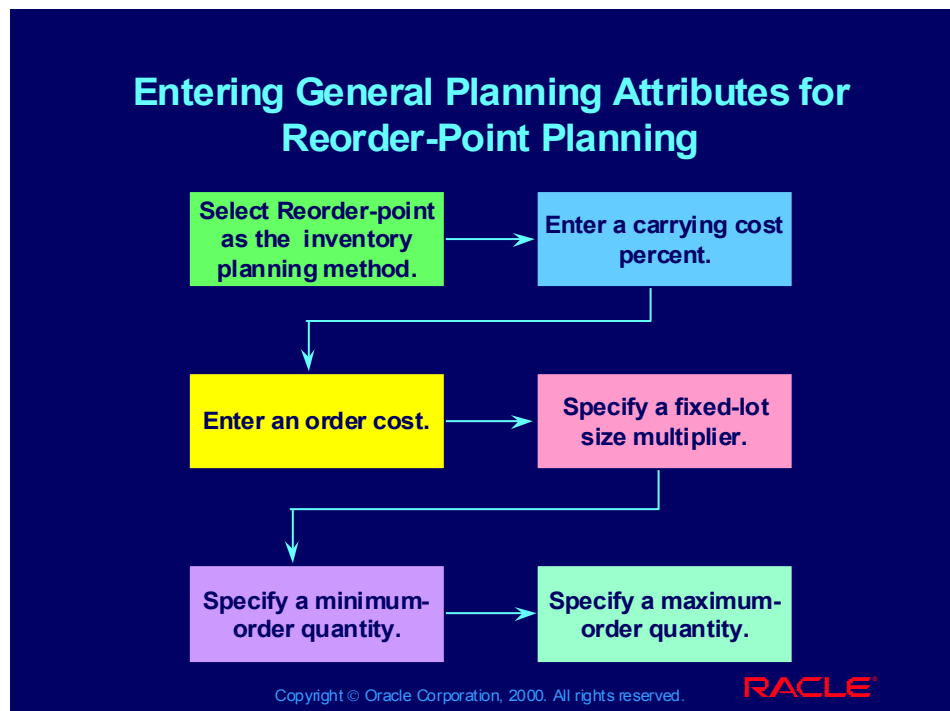 Entering General Planning Attributes for
Reorder-Point Planning
Select Reorder-point
as the inventory
planning method.
Enter a carrying cost
percent.
Enter an order cost.
Specify a fixed-lot
size multiplier.
Specify a minimum-
order quantity.
Specify a maximum-
order quantity.
Copyright © Oracle Corporation, 2000. All rights reserved.
RACLE®